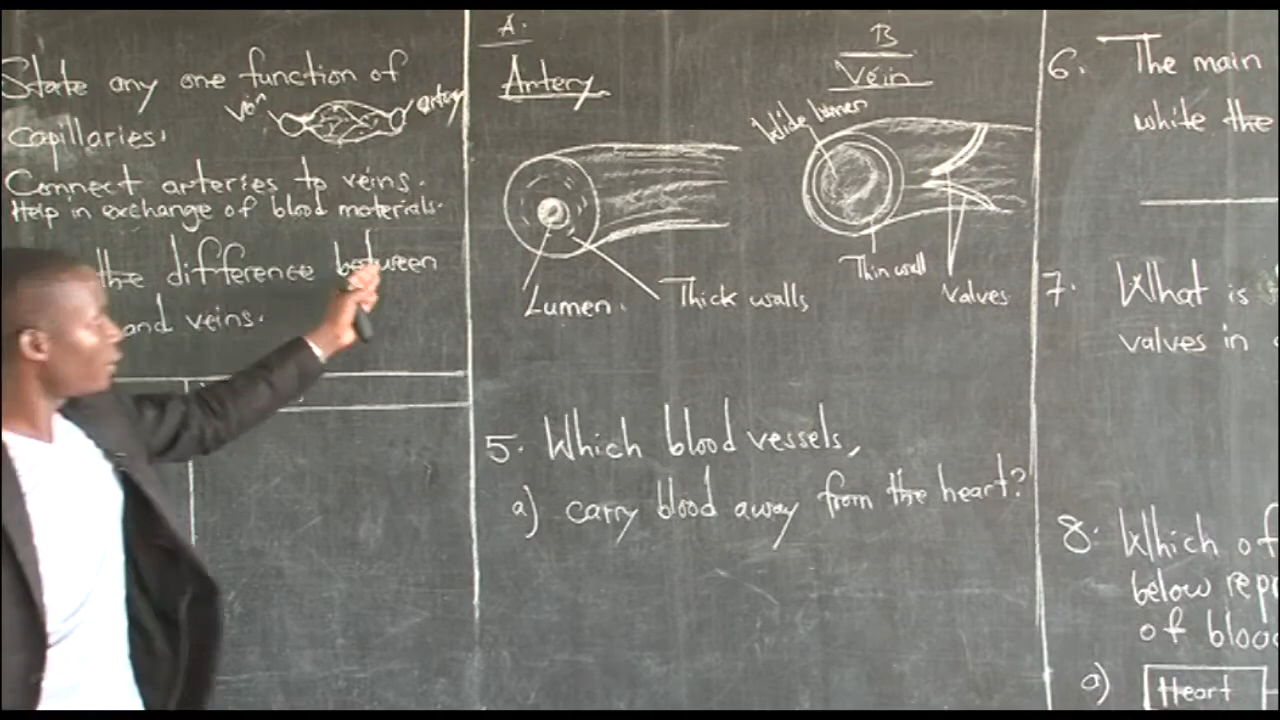 State any one function of
vein
artery
capillaries.
Connect arteries to veins.
Help in exchange of blood materials.
the difference between
and veins.
A.
Artery
Lumen.
Thick walls
B
Vein
Wide lumen
Thin wall
Valves
5. Which blood vessels,
a) carry blood away from the heart?
6. The main
white the
7. What is
valves in
8. Which of
below rep
of blood
a) Heart